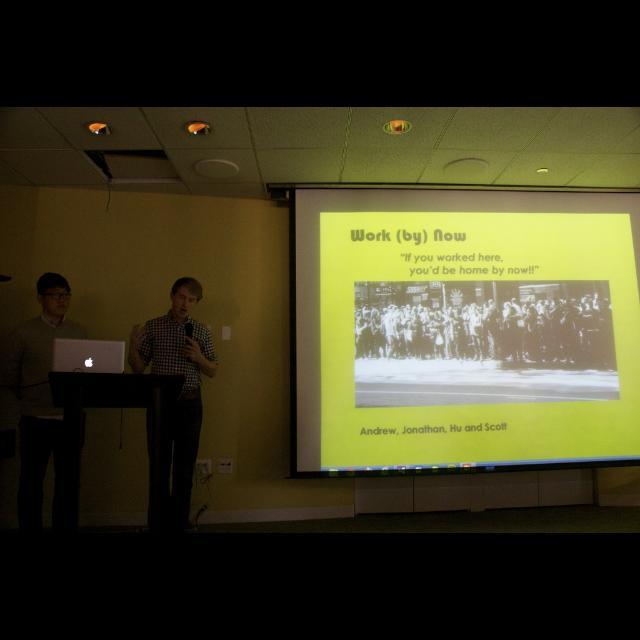 Work (by) Now
"If you worked here,
you'd be home by now!!"
Andrew, Jonathan, Hu and Scott